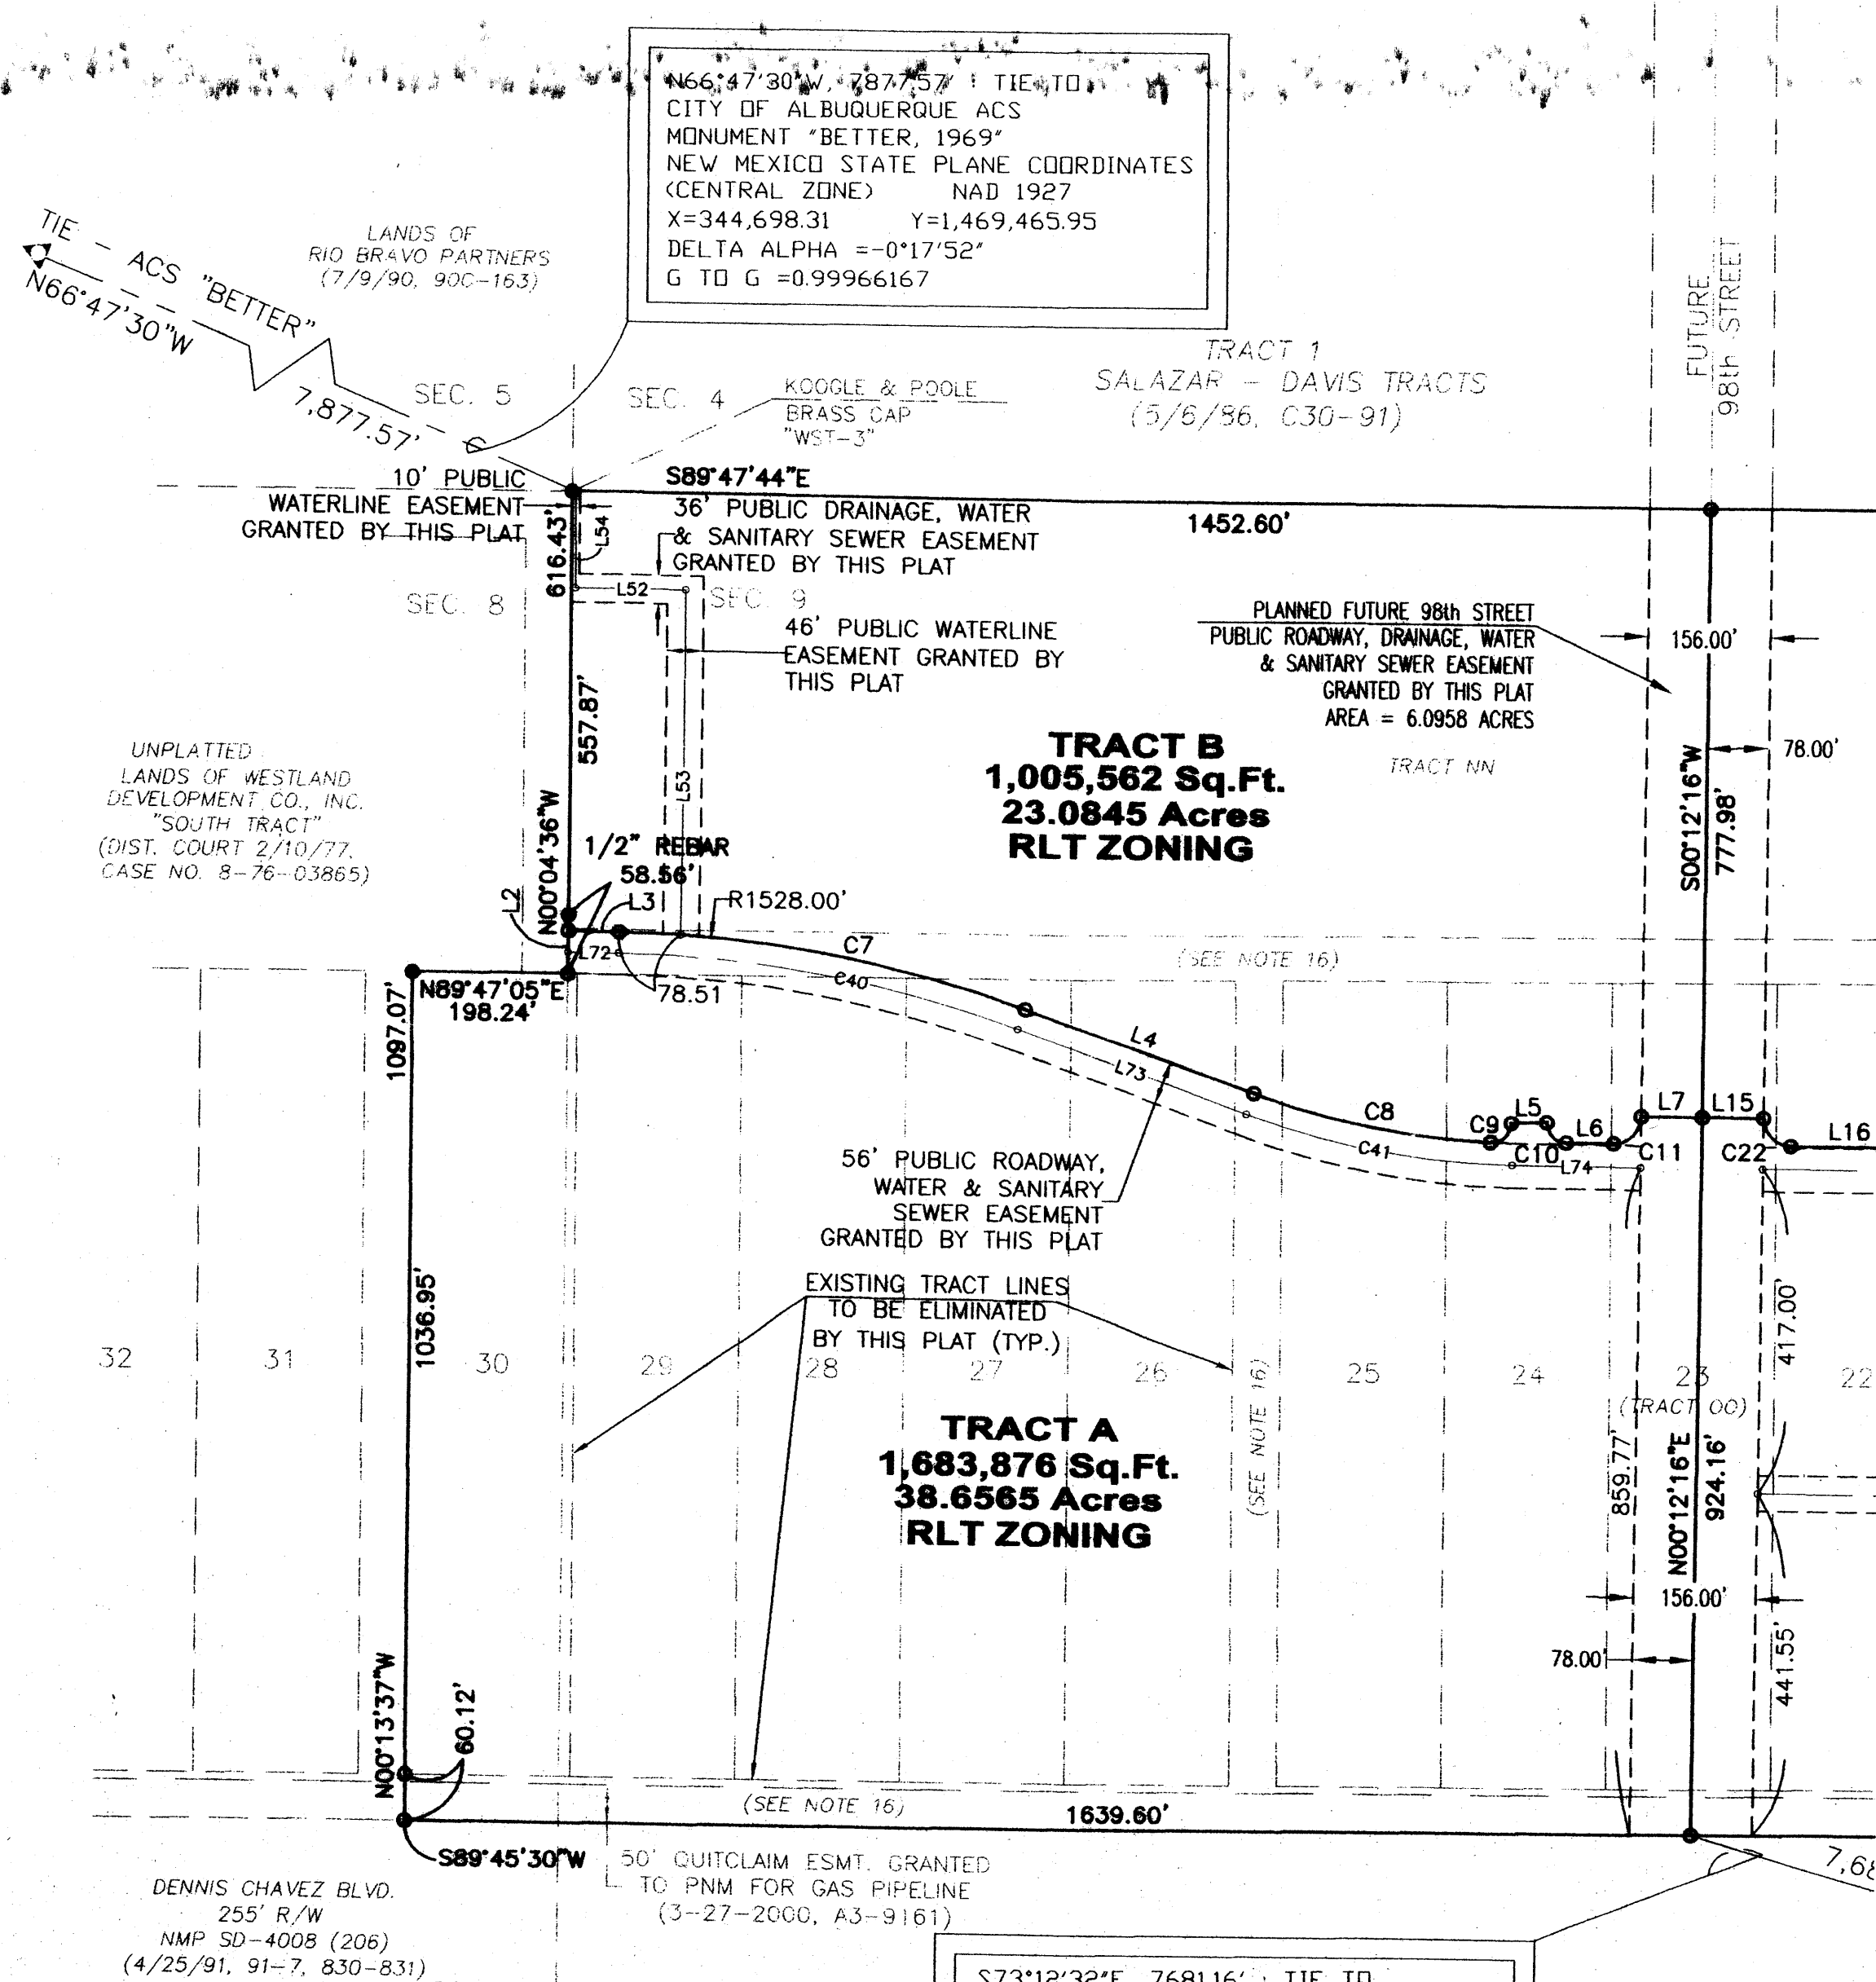 N66°47'30"W, 7877.57' : TIE TO
CITY OF ALBUQUERQUE ACS
MONUMENT "BETTER, 1969"
NEW MEXICO STATE PLANE COORDINATES
(CENTRAL ZONE) NAD 1927
X=344,698.31 Y=1,469,465.95
DELTA ALPHA =-0°17'52"
G TO G =0.99966167
TIE - ACS "BETTER"
N66°47'30"W
7,877.57'
LANDS OF
RIO BRAVO PARTNERS
(7/9/90, 90C-163)
SEC. 5
SEC. 4
KOOGLE & POOLE
BRASS CAP
"WST-3"
TRACT 1
SALAZAR - DAVIS TRACTS
(5/6/86, C30-91)
FUTURE
98th STREET
10' PUBLIC
WATERLINE EASEMENT
GRANTED BY THIS PLAT
S89°47'44"E
1452.60'
36' PUBLIC DRAINAGE, WATER
& SANITARY SEWER EASEMENT
GRANTED BY THIS PLAT
616.43'
L54
L52
SEC. 8
SEC. 9
46' PUBLIC WATERLINE
EASEMENT GRANTED BY
THIS PLAT
PLANNED FUTURE 98th STREET
PUBLIC ROADWAY, DRAINAGE, WATER
& SANITARY SEWER EASEMENT
GRANTED BY THIS PLAT
AREA = 6.0958 ACRES
156.00'
78.00'
TRACT NN
557.87'
L53
TRACT B
1,005,562 Sq.Ft.
23.0845 Acres
RLT ZONING
S00°12'16"W
777.98'
UNPLATTED
LANDS OF WESTLAND
DEVELOPMENT CO., INC.
"SOUTH TRACT"
(DIST. COURT 2/10/77,
CASE NO. 8-76-03865)
N00°04'36"W
1/2" REBAR
58.56'
L2
L3
R1528.00'
C7
L72
C40
78.51
(SEE NOTE 16)
N89°47'05"E
198.24'
1097.07'
L4
L73
C8
C41
C9
L5
C10
L6
L74
L7
C11
L15
C22
L16
56' PUBLIC ROADWAY,
WATER & SANITARY
SEWER EASEMENT
GRANTED BY THIS PLAT
EXISTING TRACT LINES
TO BE ELIMINATED
BY THIS PLAT (TYP.)
1036.95'
417.00'
32
31
30
29
28
27
26
25
24
23
22
(TRACT OO)
(SEE NOTE 16)
TRACT A
1,683,876 Sq.Ft.
38.6565 Acres
RLT ZONING
859.77'
N00°12'16"E
924.16'
156.00'
78.00'
441.55'
N00°13'37"W
60.12'
(SEE NOTE 16)
1639.60'
S89°45'30"W
50' QUITCLAIM ESMT. GRANTED
TO PNM FOR GAS PIPELINE
(3-27-2000, A3-9161)
DENNIS CHAVEZ BLVD.
255' R/W
NMP SD-4008 (206)
(4/25/91, 91-7, 830-831)
7,68
S73°12'32"E, 7681.16' : TIE TO